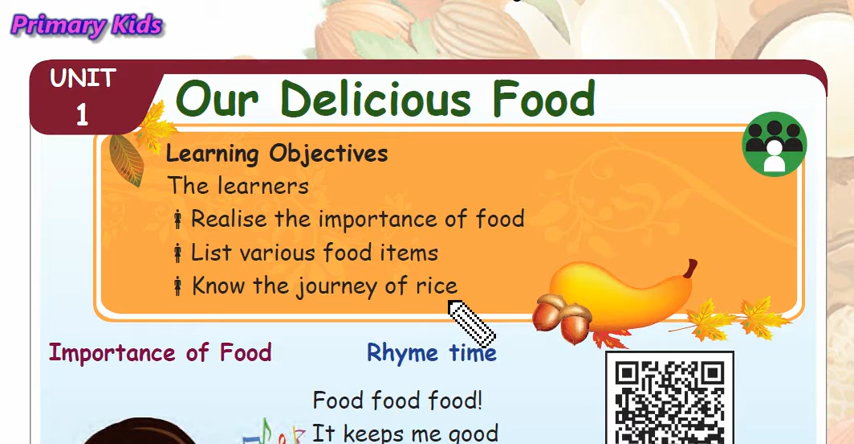 Primary Kids
UNIT
1
Our Delicious Food
Learning Objectives
The learners
Realise the importance of food
List various food items
Know the journey of rice
Importance of Food
Rhyme time
Food food food!
It keeps me good